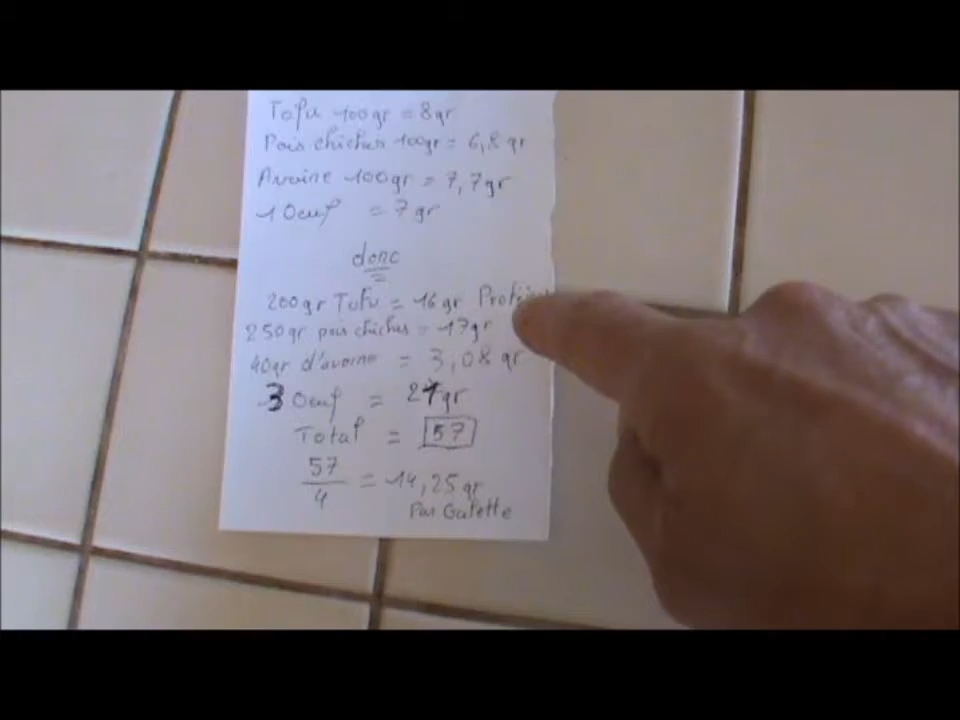 Tofu 100gr = 8gr
Pois chiches 100gr = 6,8 gr
Avoine 100gr = 7,7gr
1 Oeuf = 7 gr
donc
200gr Tofu = 16 gr
250gr pois chiches = 17gr
40gr d'avoine = 3,08 gr
3 Oeuf = 21gr
Total = 57
57
4
= 14,25gr
Par Galette